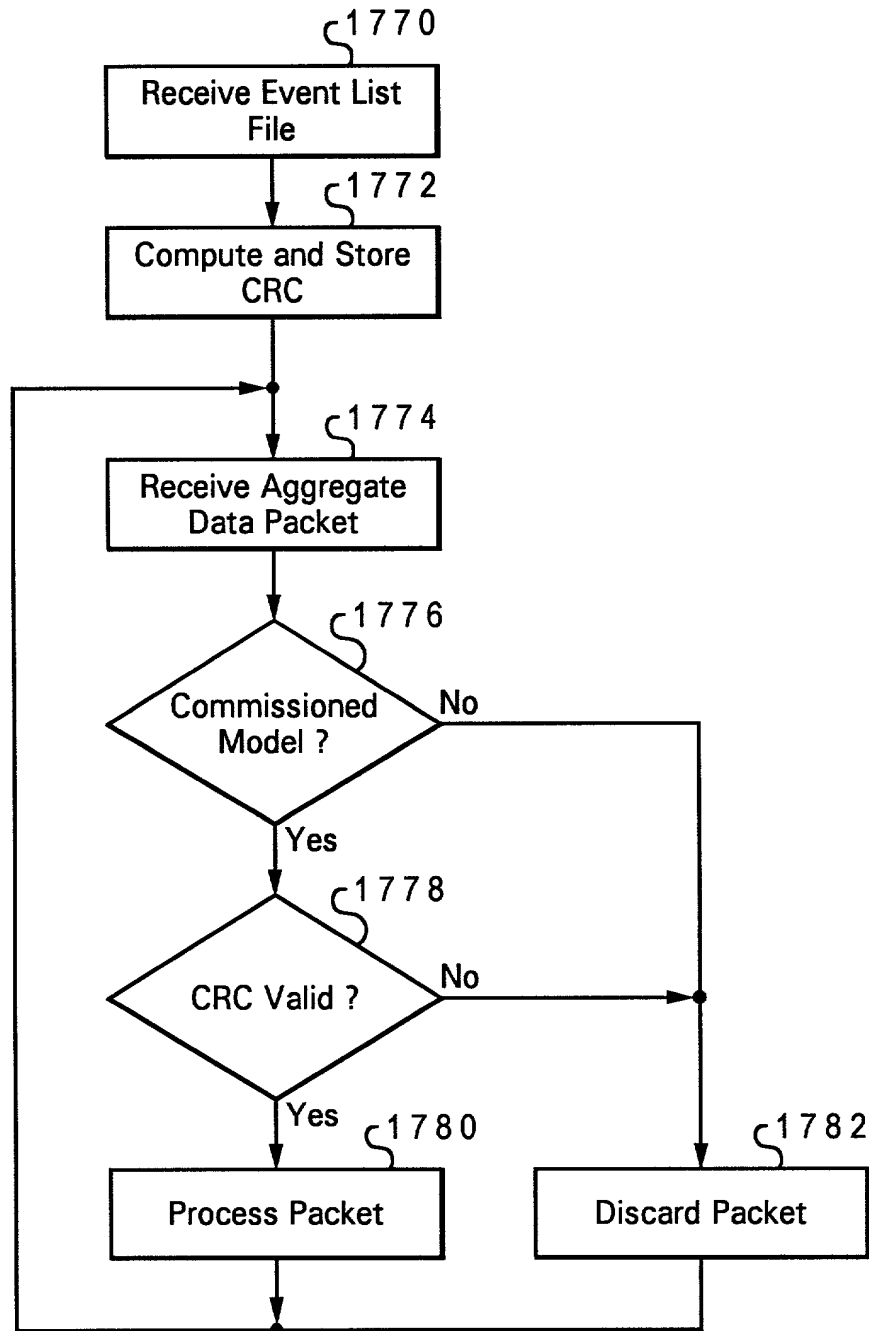 1770
Receive Event List
File
1772
Compute and Store
CRC
1774
Receive Aggregate
Data Packet
1776
Commissioned
Model ?
No
Yes
1778
CRC Valid ?
No
Yes
1780
Process Packet
1782
Discard Packet